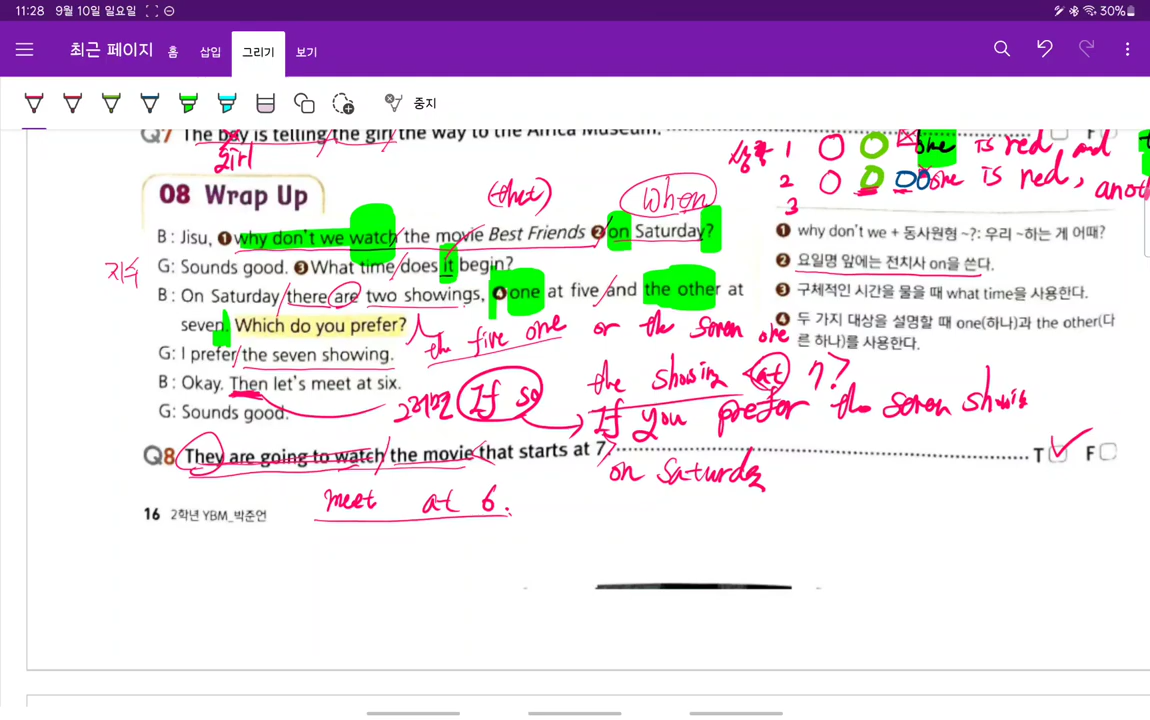 11:28 9월 10일 일요일 30%
최근 페이지 홈 삽입 그리기 보기
중지
Q7 The boy is telling the girl the way to the Africa Museum.
girl
1 one is red, and
2 one is red, another
3
08 Wrap Up
(that) when
B: Jisu, ❶why don't we watch the movie Best Friends ❷on Saturday?
지수
G: Sounds good. ❸What time does it begin?
B: On Saturday there are two showings, ❹one at five and the other at
seven. Which do you prefer?
the five one or the seven one
G: I prefer the seven showing.
the showing at 7?
B: Okay. Then let's meet at six.
그러면 If so If you prefer the seven showing
G: Sounds good.
❶ why don't we + 동사원형 ~?: 우리 ~하는 게 어때?
❷ 요일명 앞에는 전치사 on을 쓴다.
❸ 구체적인 시간을 물을 때 what time을 사용한다.
❹ 두 가지 대상을 설명할 때 one(하나)과 the other(다
른 하나)를 사용한다.
Q8 They are going to watch the movie that starts at 7. T F
on Saturday
meet at 6.
16 2학년 YBM_박준언